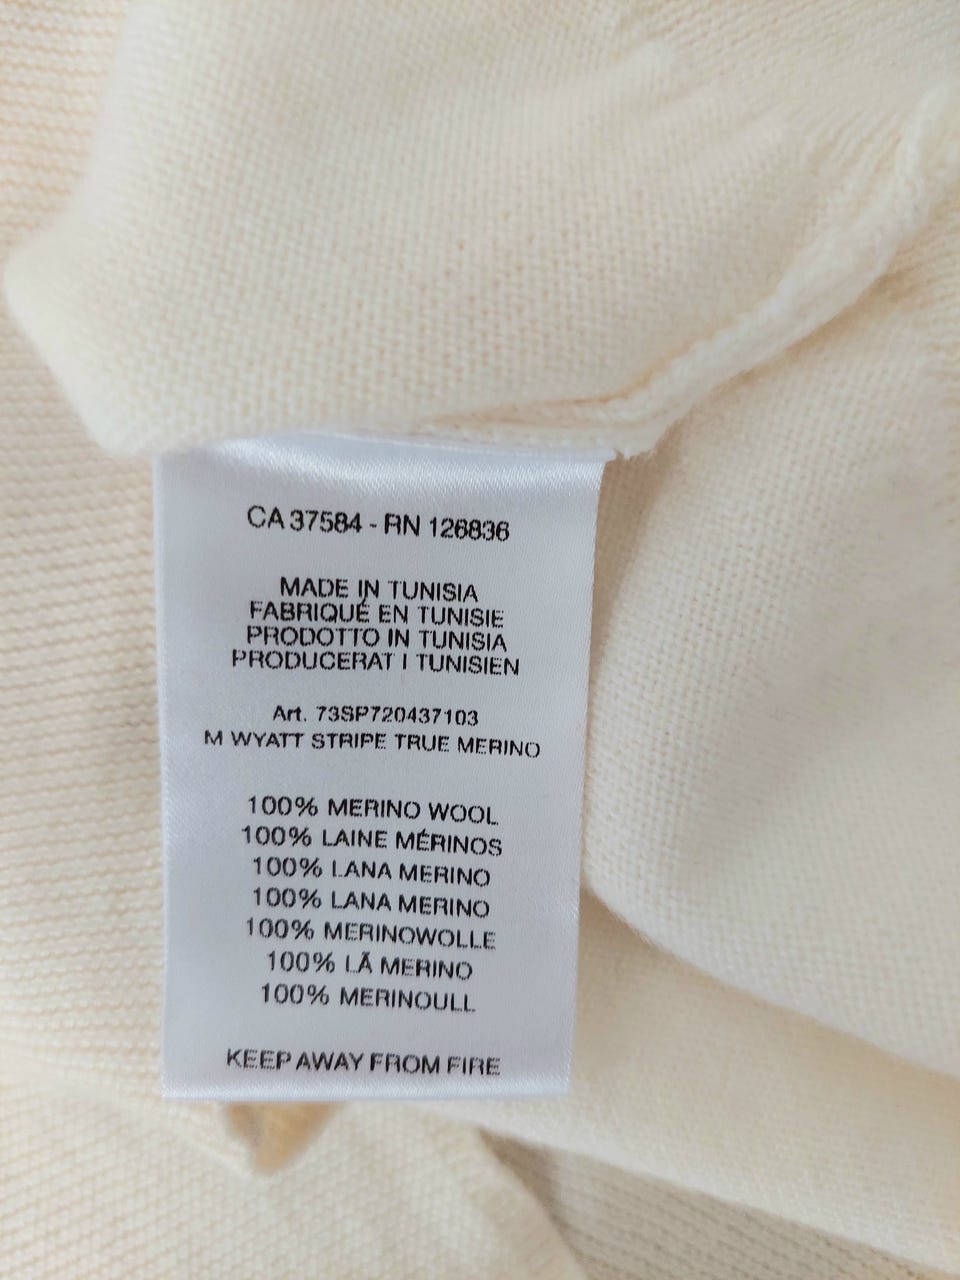 CA 37584 - RN 126836
MADE IN TUNISIA
FABRIQUÉ EN TUNISIE
PRODOTTO IN TUNISIA
PRODUCERAT I TUNISIEN
Art. 73SP720437103
M WYATT STRIPE TRUE MERINO
100% MERINO WOOL
100% LAINE MÉRINOS
100% LANA MERINO
100% LANA MERINO
100% MERINOWOLLE
100% LÃ MERINO
100% MERINOULL
KEEP AWAY FROM FIRE